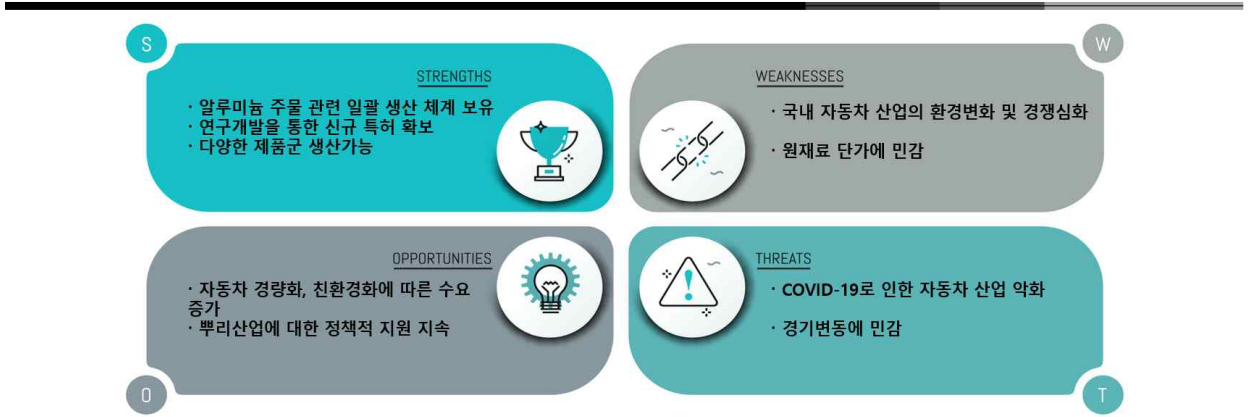 S
STRENGTHS
· 알루미늄 주물 관련 일괄 생산 체계 보유
· 연구개발을 통한 신규 특허 확보
· 다양한 제품군 생산가능
W
WEAKNESSES
· 국내 자동차 산업의 환경변화 및 경쟁심화
· 원재료 단가에 민감
OPPORTUNITIES
· 자동차 경량화, 친환경화에 따른 수요
증가
· 뿌리산업에 대한 정책적 지원 지속
O
THREATS
· COVID-19로 인한 자동차 산업 악화
· 경기변동에 민감
T